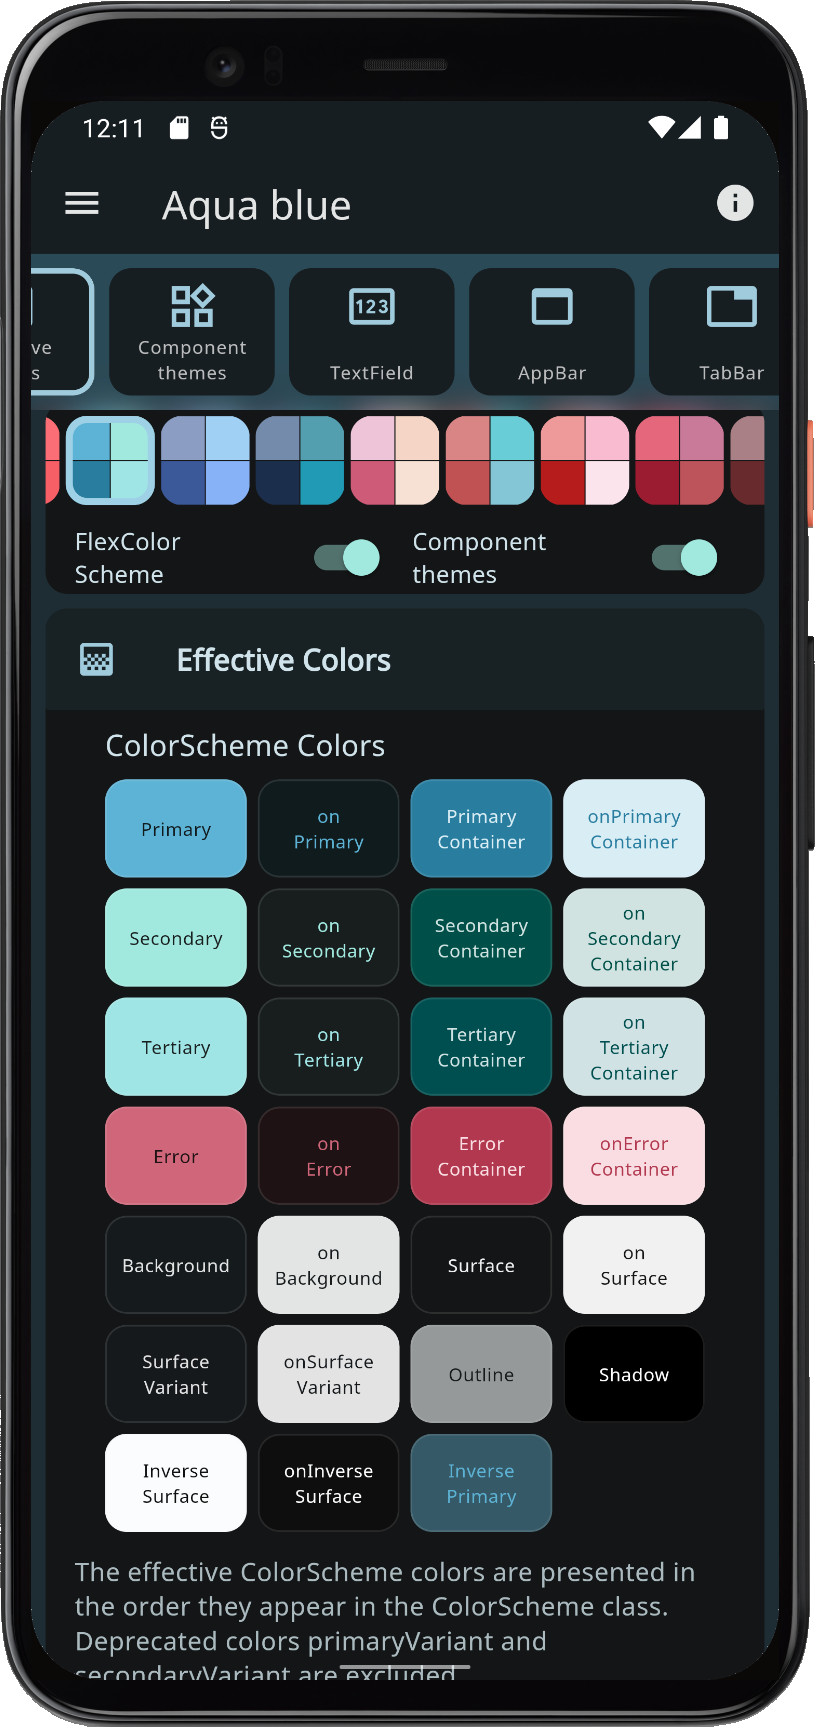 12:11
Aqua blue
ve
s
Component
themes
123
TextField
AppBar
TabBar
FlexColor
Scheme
Component
themes
Effective Colors
ColorScheme Colors
Primary
on
Primary
Primary
Container
onPrimary
Container
Secondary
on
Secondary
Secondary
Container
on
Secondary
Container
Tertiary
on
Tertiary
Tertiary
Container
on
Tertiary
Container
Error
on
Error
Error
Container
onError
Container
Background
on
Background
Surface
on
Surface
Surface
Variant
onSurface
Variant
Outline
Shadow
Inverse
Surface
onInverse
Surface
Inverse
Primary
The effective ColorScheme colors are presented in
the order they appear in the ColorScheme class.
Deprecated colors primaryVariant and
secondaryVariant are excluded